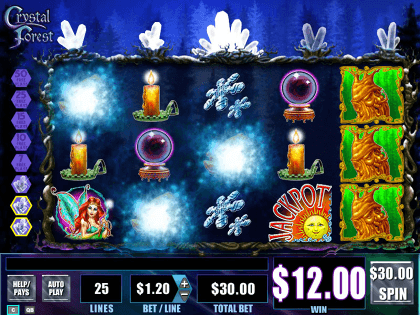 Crystal
Forest
JACKPOT
HELP/
PAYS
AUTO
PLAY
25
LINES
$1.20
BET / LINE
$30.00
TOTAL BET
$12.00
WIN
$30.00
SPIN